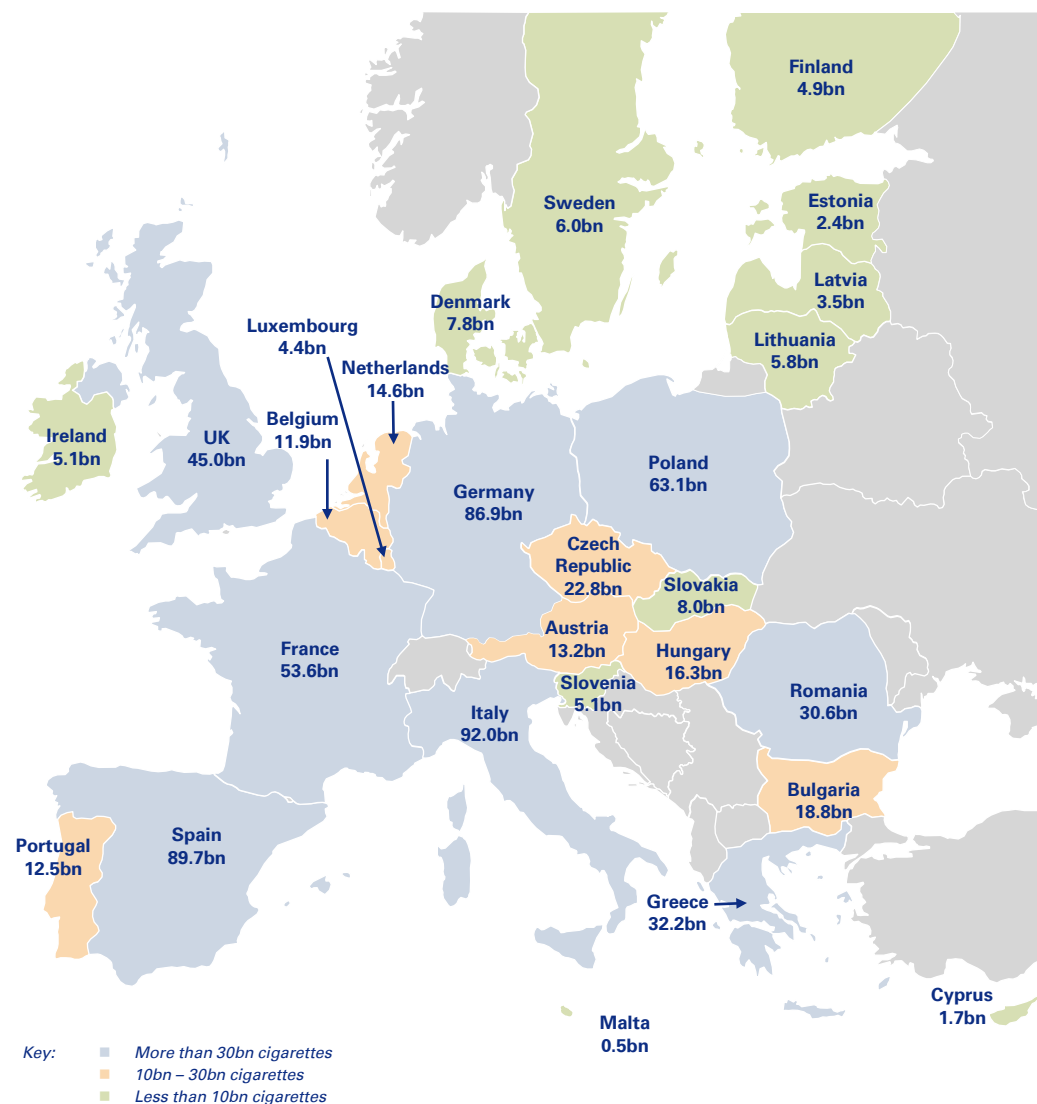 Finland
4.9bn
Sweden
6.0bn
Estonia
2.4bn
Latvia
3.5bn
Lithuania
5.8bn
Denmark
7.8bn
Luxembourg
4.4bn
Netherlands
14.6bn
Belgium
11.9bn
Ireland
5.1bn
UK
45.0bn
Germany
86.9bn
Poland
63.1bn
Czech
Republic
22.8bn
Slovakia
8.0bn
Austria
13.2bn
Hungary
16.3bn
France
53.6bn
Slovenia
5.1bn
Italy
92.0bn
Romania
30.6bn
Bulgaria
18.8bn
Portugal
12.5bn
Spain
89.7bn
Greece
32.2bn
Cyprus
1.7bn
Malta
0.5bn
Key:
More than 30bn cigarettes
10bn – 30bn cigarettes
Less than 10bn cigarettes